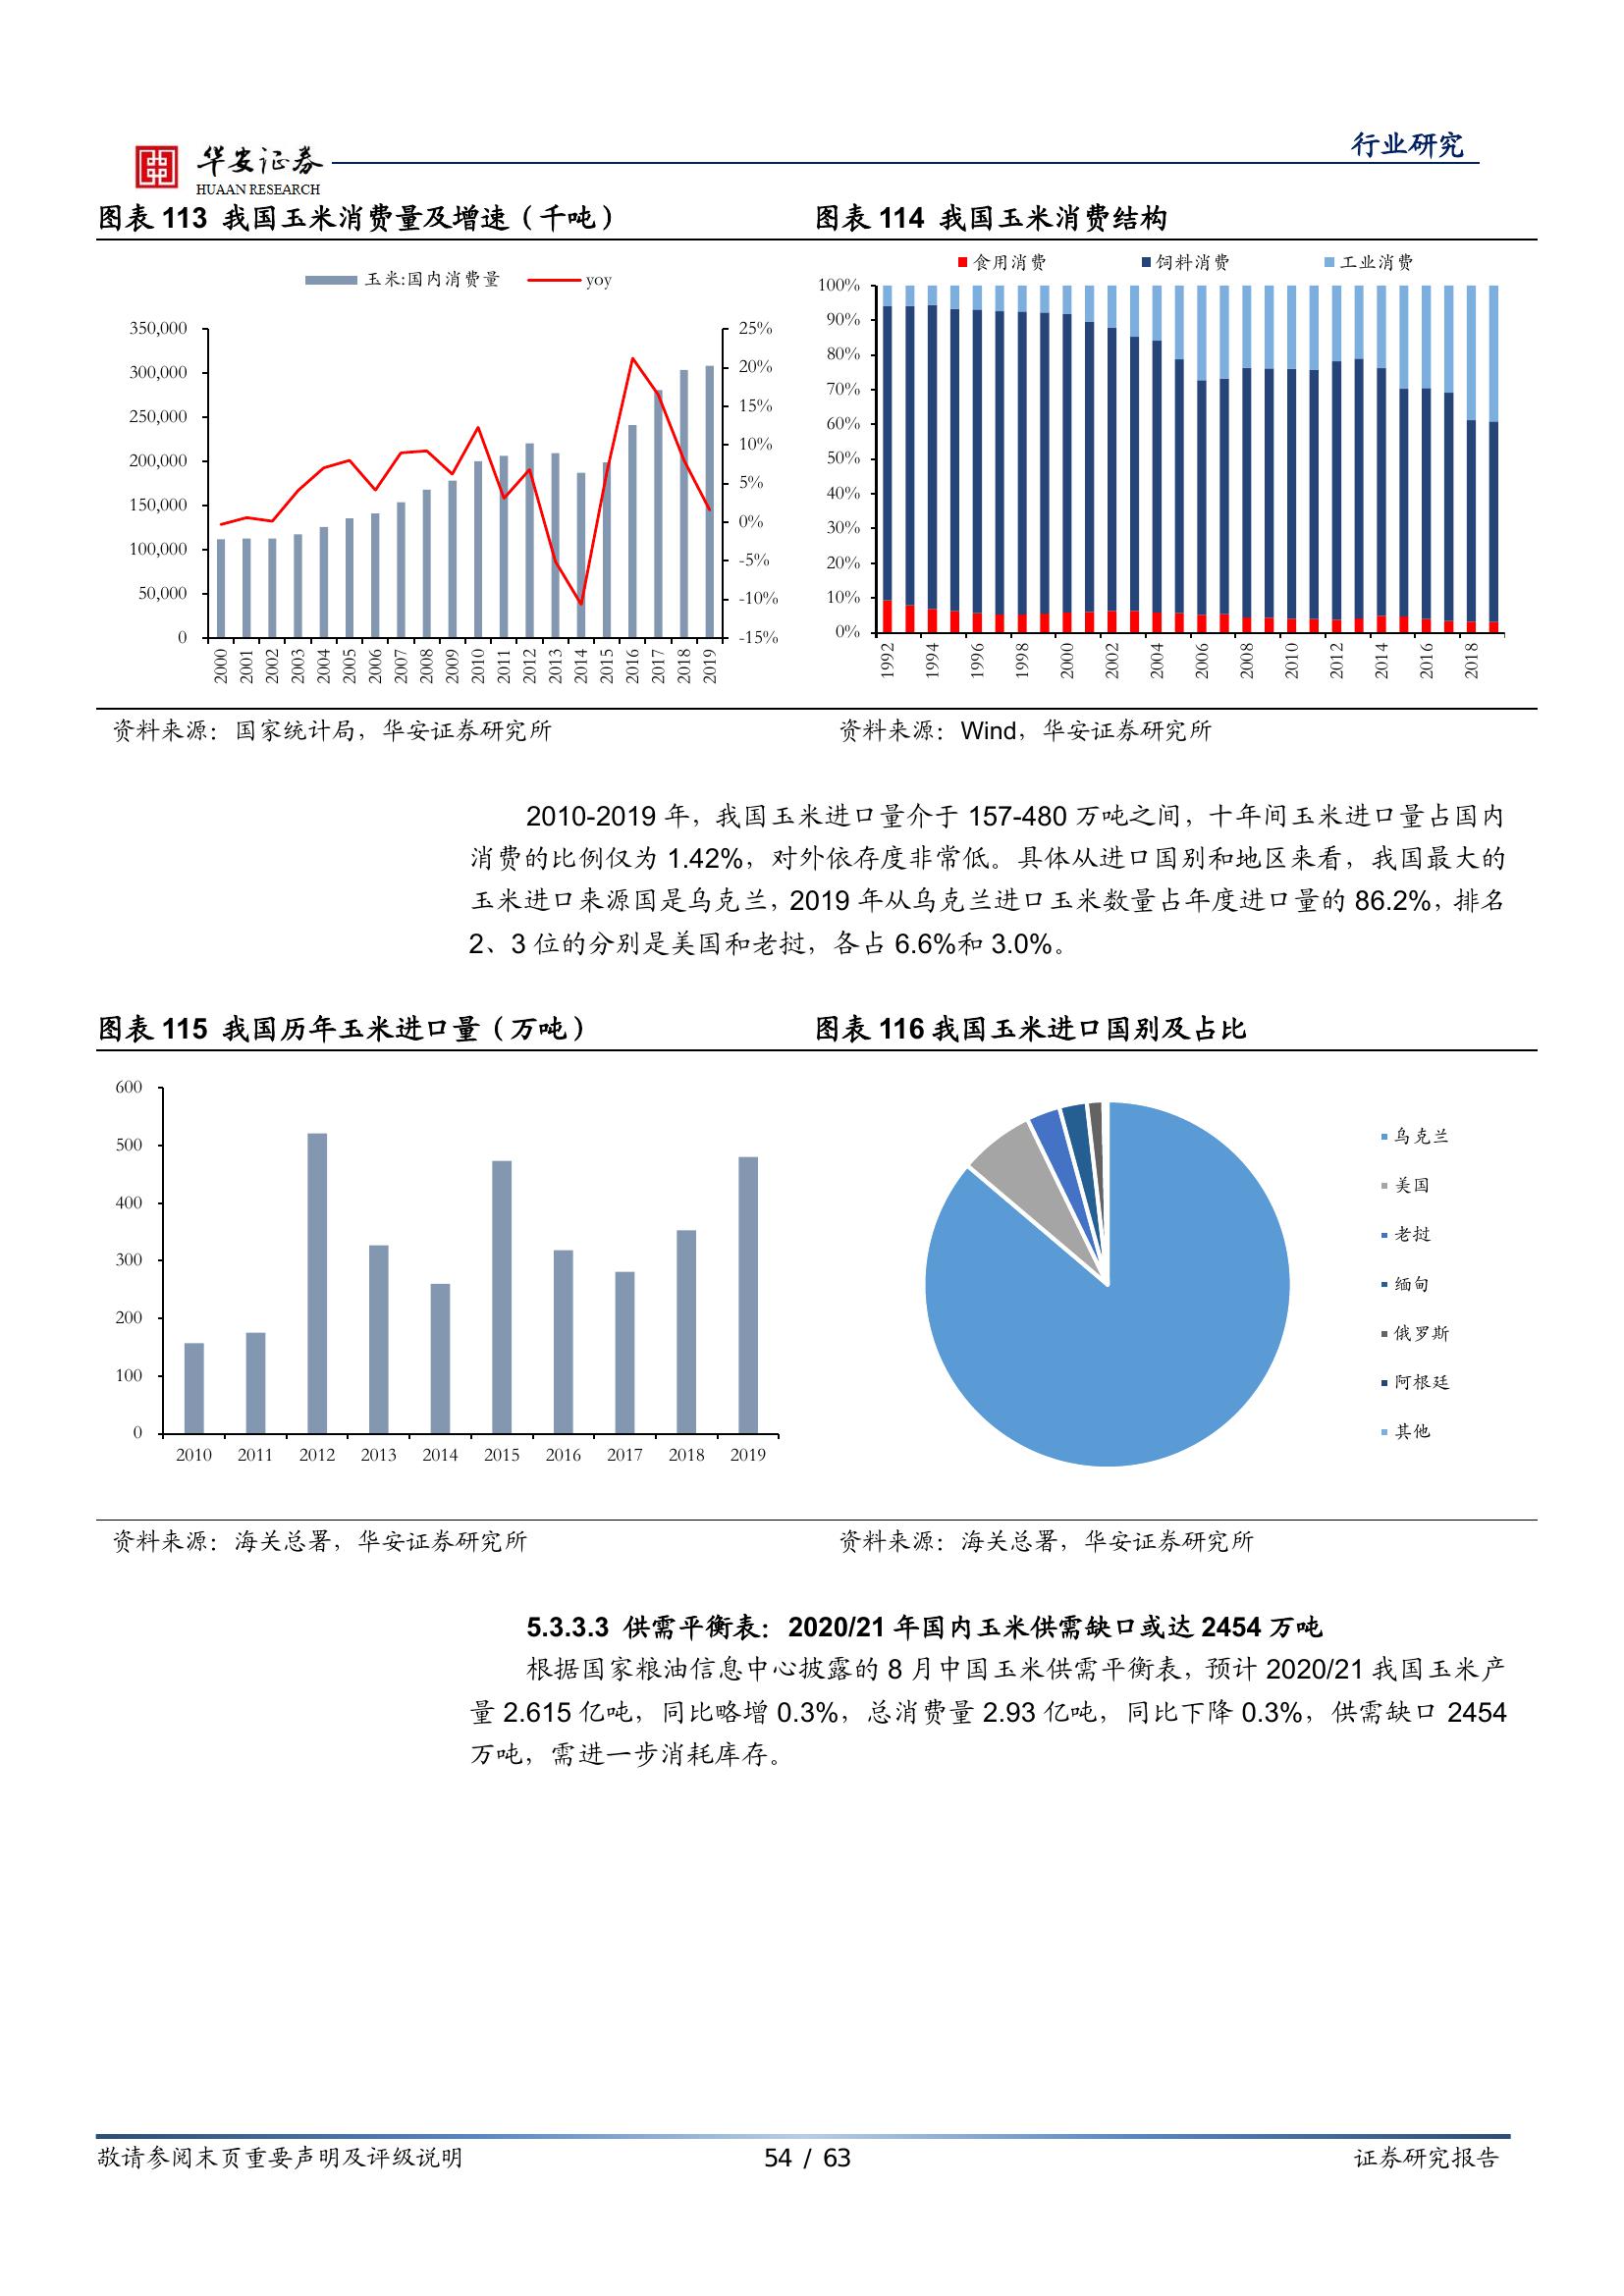 行业研究
华安证券
HUAAN RESEARCH
图表 113 我国玉米消费量及增速（千吨）
玉米:国内消费量 yoy
350,000
300,000
250,000
200,000
150,000
100,000
50,000
0
25%
20%
15%
10%
5%
0%
-5%
-10%
-15%
2000 2001 2002 2003 2004 2005 2006 2007 2008 2009 2010 2011 2012 2013 2014 2015 2016 2017 2018 2019
资料来源：国家统计局，华安证券研究所
图表 114 我国玉米消费结构
食用消费 饲料消费 工业消费
100%
90%
80%
70%
60%
50%
40%
30%
20%
10%
0%
1992 1994 1996 1998 2000 2002 2004 2006 2008 2010 2012 2014 2016 2018
资料来源：Wind，华安证券研究所
2010-2019 年，我国玉米进口量介于 157-480 万吨之间，十年间玉米进口量占国内
消费的比例仅为 1.42%，对外依存度非常低。具体从进口国别和地区来看，我国最大的
玉米进口来源国是乌克兰，2019 年从乌克兰进口玉米数量占年度进口量的 86.2%，排名
2、3 位的分别是美国和老挝，各占 6.6%和 3.0%。
图表 115 我国历年玉米进口量（万吨）
600
500
400
300
200
100
0
2010 2011 2012 2013 2014 2015 2016 2017 2018 2019
资料来源：海关总署，华安证券研究所
图表 116 我国玉米进口国别及占比
乌克兰
美国
老挝
缅甸
俄罗斯
阿根廷
其他
资料来源：海关总署，华安证券研究所
5.3.3.3 供需平衡表：2020/21 年国内玉米供需缺口或达 2454 万吨
根据国家粮油信息中心披露的 8 月中国玉米供需平衡表，预计 2020/21 我国玉米产
量 2.615 亿吨，同比略增 0.3%，总消费量 2.93 亿吨，同比下降 0.3%，供需缺口 2454
万吨，需进一步消耗库存。
敬请参阅末页重要声明及评级说明 54 / 63 证券研究报告